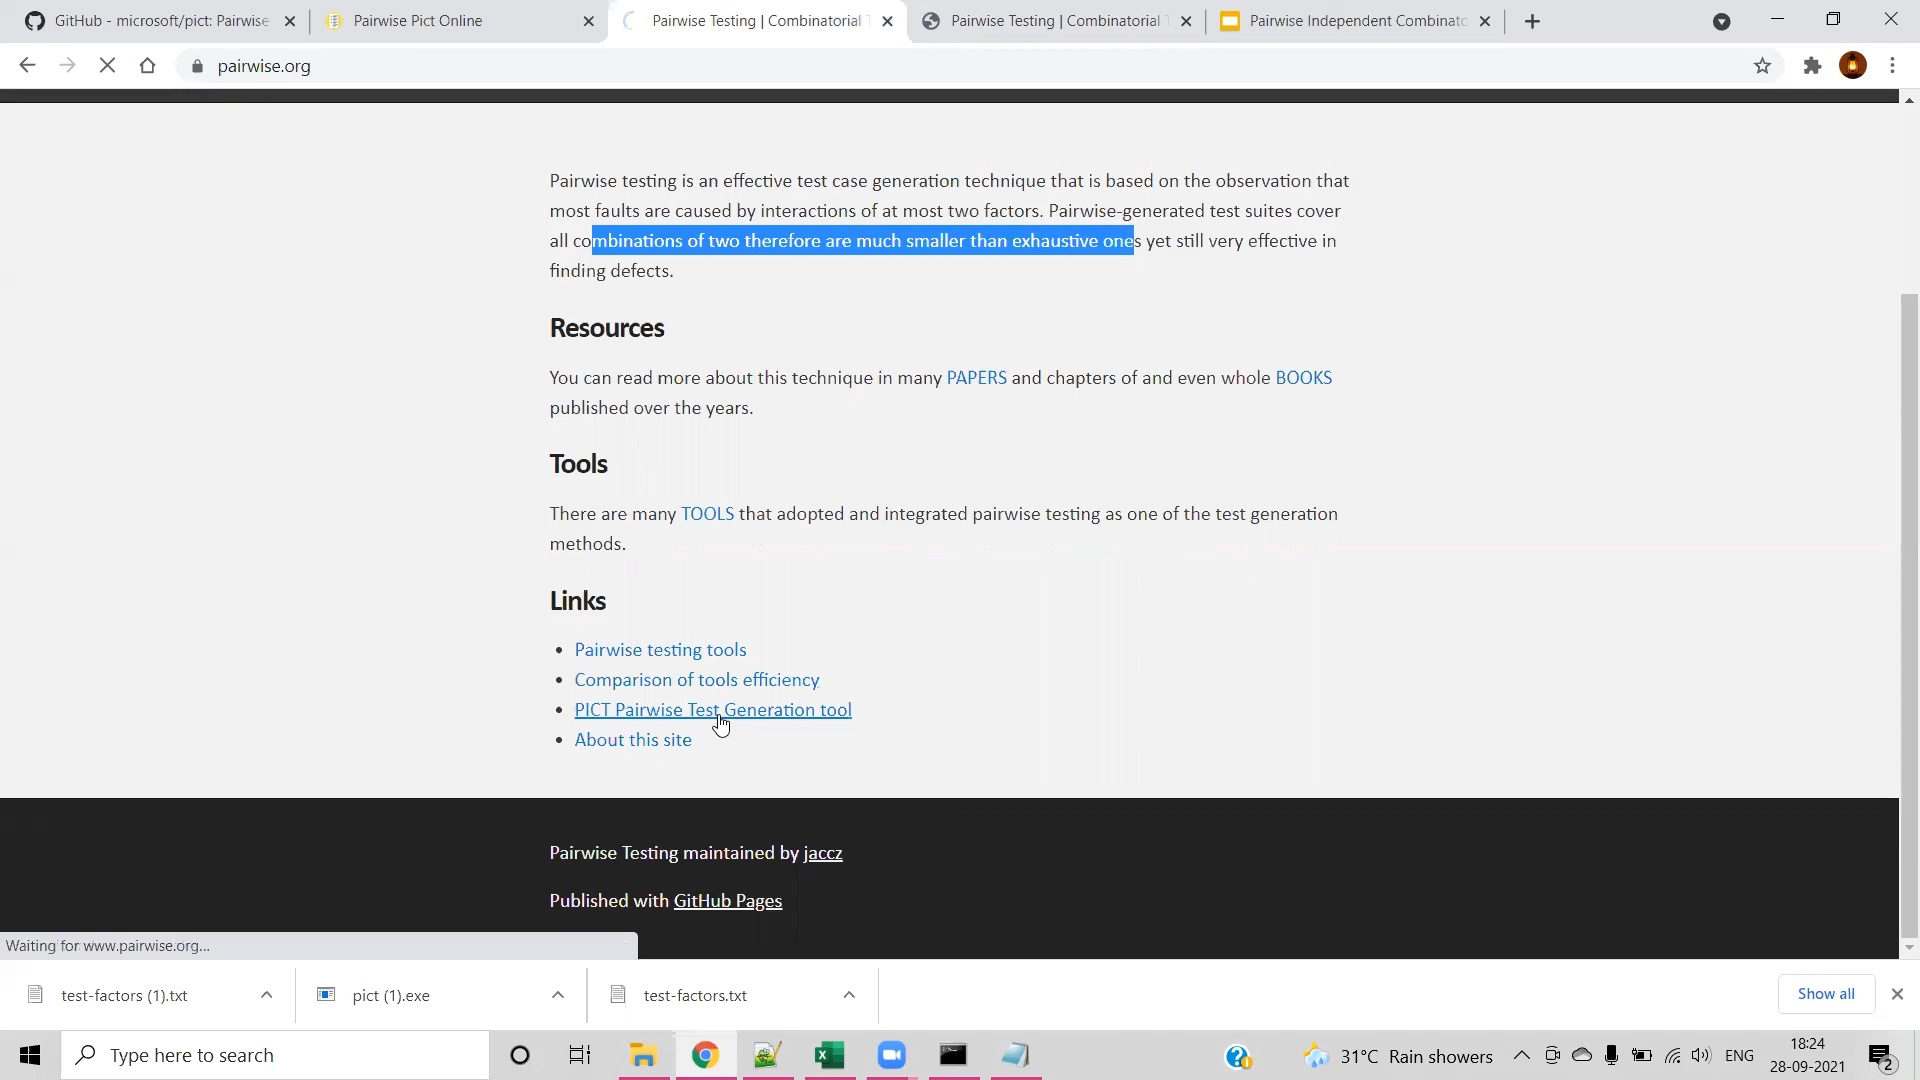 GitHub - microsoft/pict: Pairwise
Pairwise Pict Online
Pairwise Testing | Combinatorial T
Pairwise Testing | Combinatorial T
Pairwise Independent Combinato
pairwise.org
Pairwise testing is an effective test case generation technique that is based on the observation that
most faults are caused by interactions of at most two factors. Pairwise-generated test suites cover
all combinations of two therefore are much smaller than exhaustive ones yet still very effective in
finding defects.
Resources
You can read more about this technique in many PAPERS and chapters of and even whole BOOKS
published over the years.
Tools
There are many TOOLS that adopted and integrated pairwise testing as one of the test generation
methods.
Links
• Pairwise testing tools
• Comparison of tools efficiency
• PICT Pairwise Test Generation tool
• About this site
Pairwise Testing maintained by jaccz
Published with GitHub Pages
Waiting for www.pairwise.org...
test-factors (1).txt
pict (1).exe
test-factors.txt
Show all
Type here to search
31°C Rain showers
ENG
18:24
28-09-2021
2